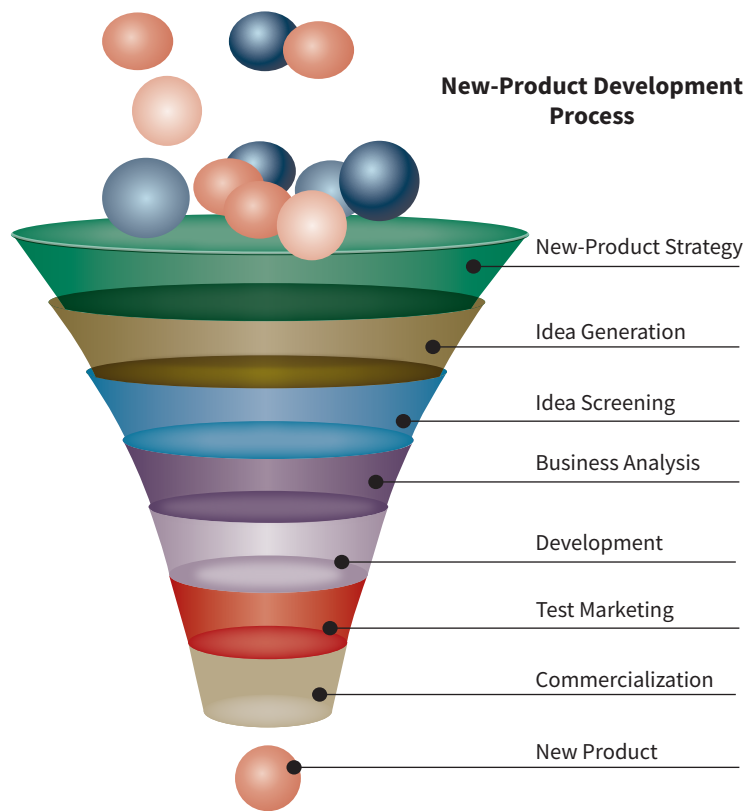 New-Product Development
Process
New-Product Strategy
Idea Generation
Idea Screening
Business Analysis
Development
Test Marketing
Commercialization
New Product